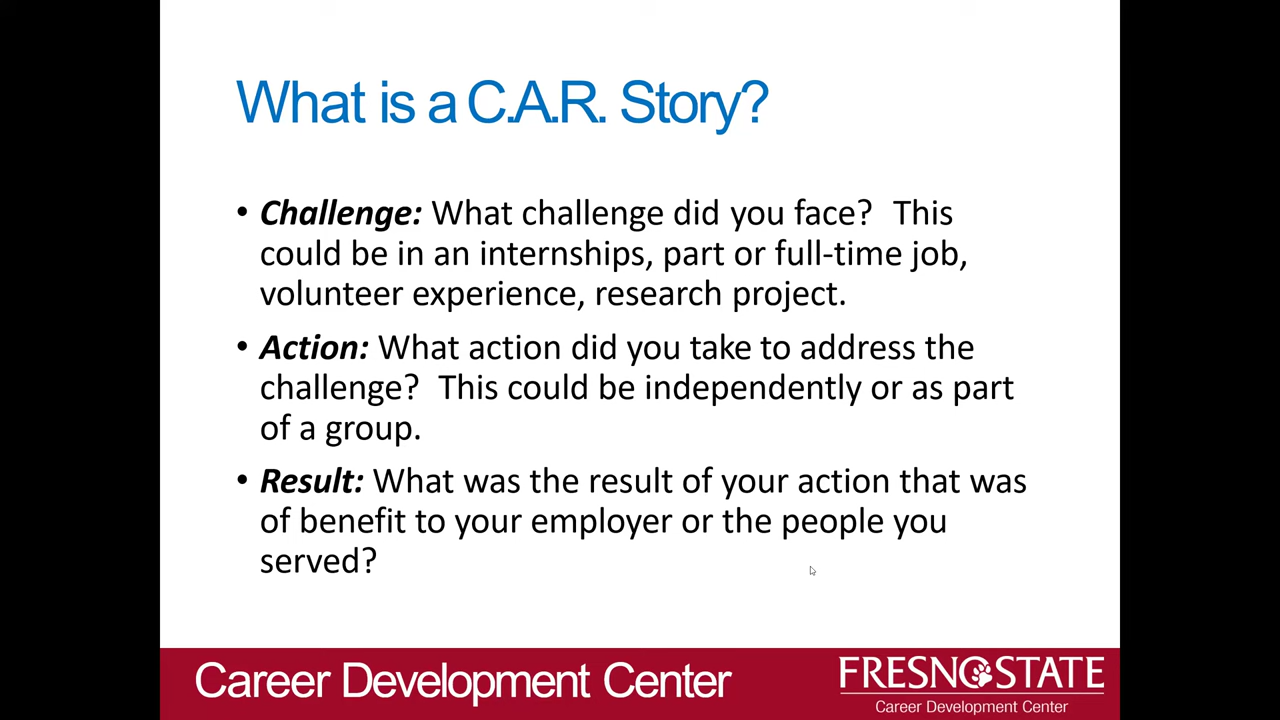 What is a C.A.R. Story?
• Challenge: What challenge did you face?  This
could be in an internships, part or full-time job,
volunteer experience, research project.
• Action: What action did you take to address the
challenge?  This could be independently or as part
of a group.
• Result: What was the result of your action that was
of benefit to your employer or the people you
served?
Career Development Center
FRESNO STATE
Career Development Center